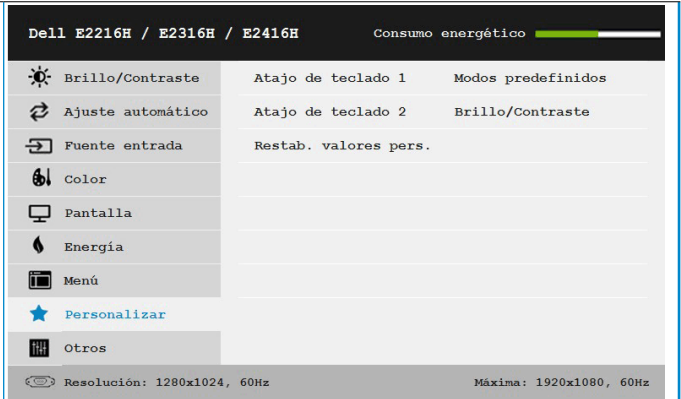 Dell E2216H / E2316H / E2416H Consumo energético
Brillo/Contraste Atajo de teclado 1 Modos predefinidos
Ajuste automático Atajo de teclado 2 Brillo/Contraste
Fuente entrada Restab. valores pers.
Color
Pantalla
Energía
Menú
Personalizar
Otros
Resolución: 1280x1024, 60Hz Máxima: 1920x1080, 60Hz